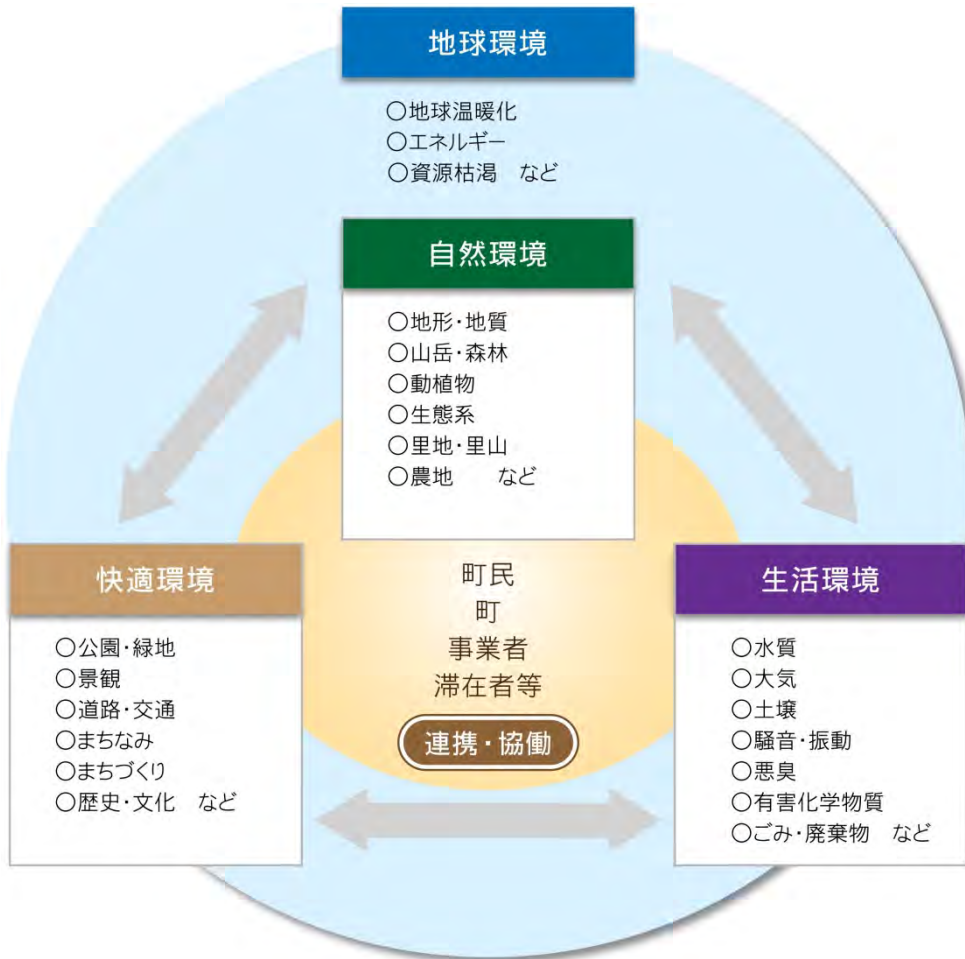 地球環境
○地球温暖化
○エネルギー
○資源枯渇　など
自然環境
○地形・地質
○山岳・森林
○動植物
○生態系
○里地・里山
○農地　　など
快適環境
○公園・緑地
○景観
○道路・交通
○まちなみ
○まちづくり
○歴史・文化　など
町民
町
事業者
滞在者等
連携・協働
生活環境
○水質
○大気
○土壌
○騒音・振動
○悪臭
○有害化学物質
○ごみ・廃棄物　など